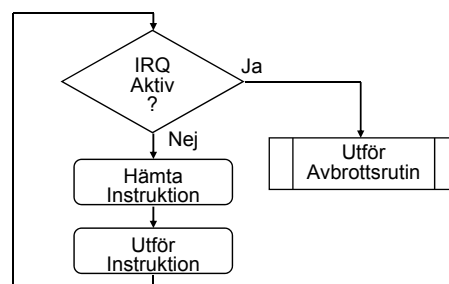 IRQ
Aktiv
?
Ja
Nej
Utför
Avbrottsrutin
Hämta
Instruktion
Utför
Instruktion